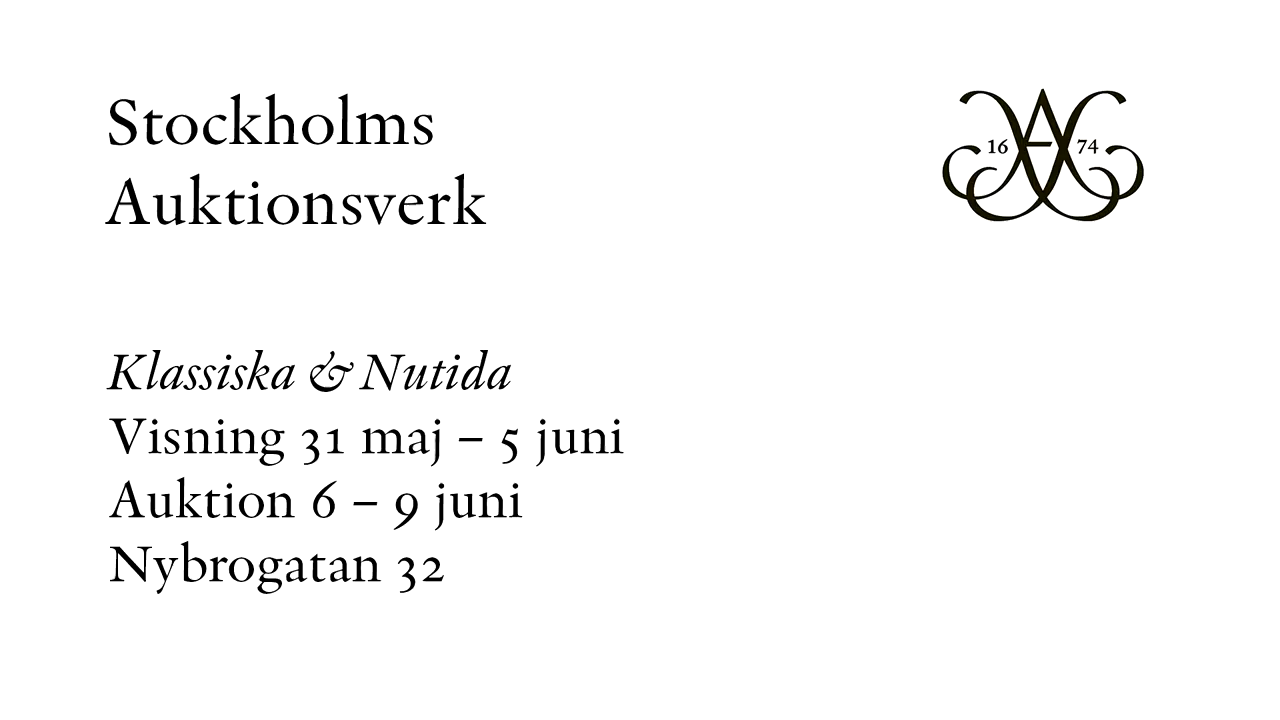 Stockholms
Auktionsverk
16 A 74
Klassiska & Nutida
Visning 31 maj – 5 juni
Auktion 6 – 9 juni
Nybrogatan 32